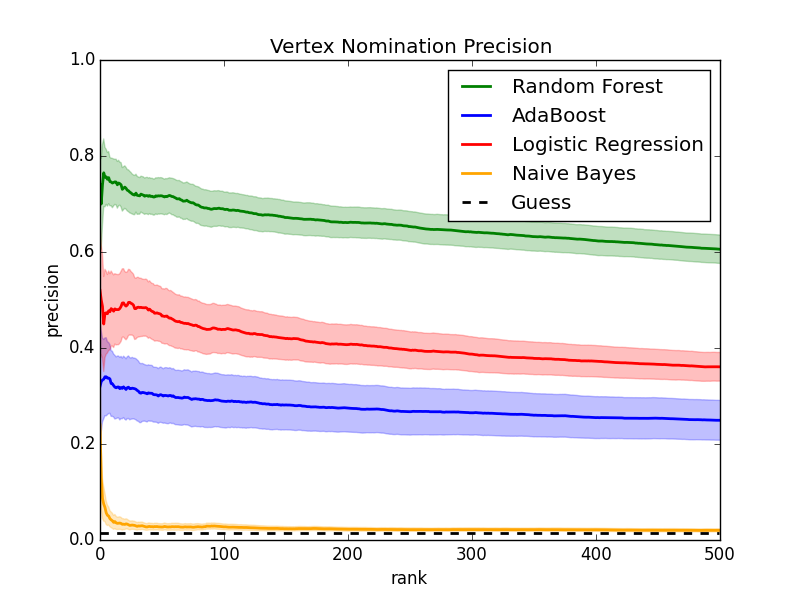 Vertex Nomination Precision
1.0
0.8
0.6
0.4
0.2
0.0
precision
Random Forest
AdaBoost
Logistic Regression
Naive Bayes
Guess
0 100 200 300 400 500
rank